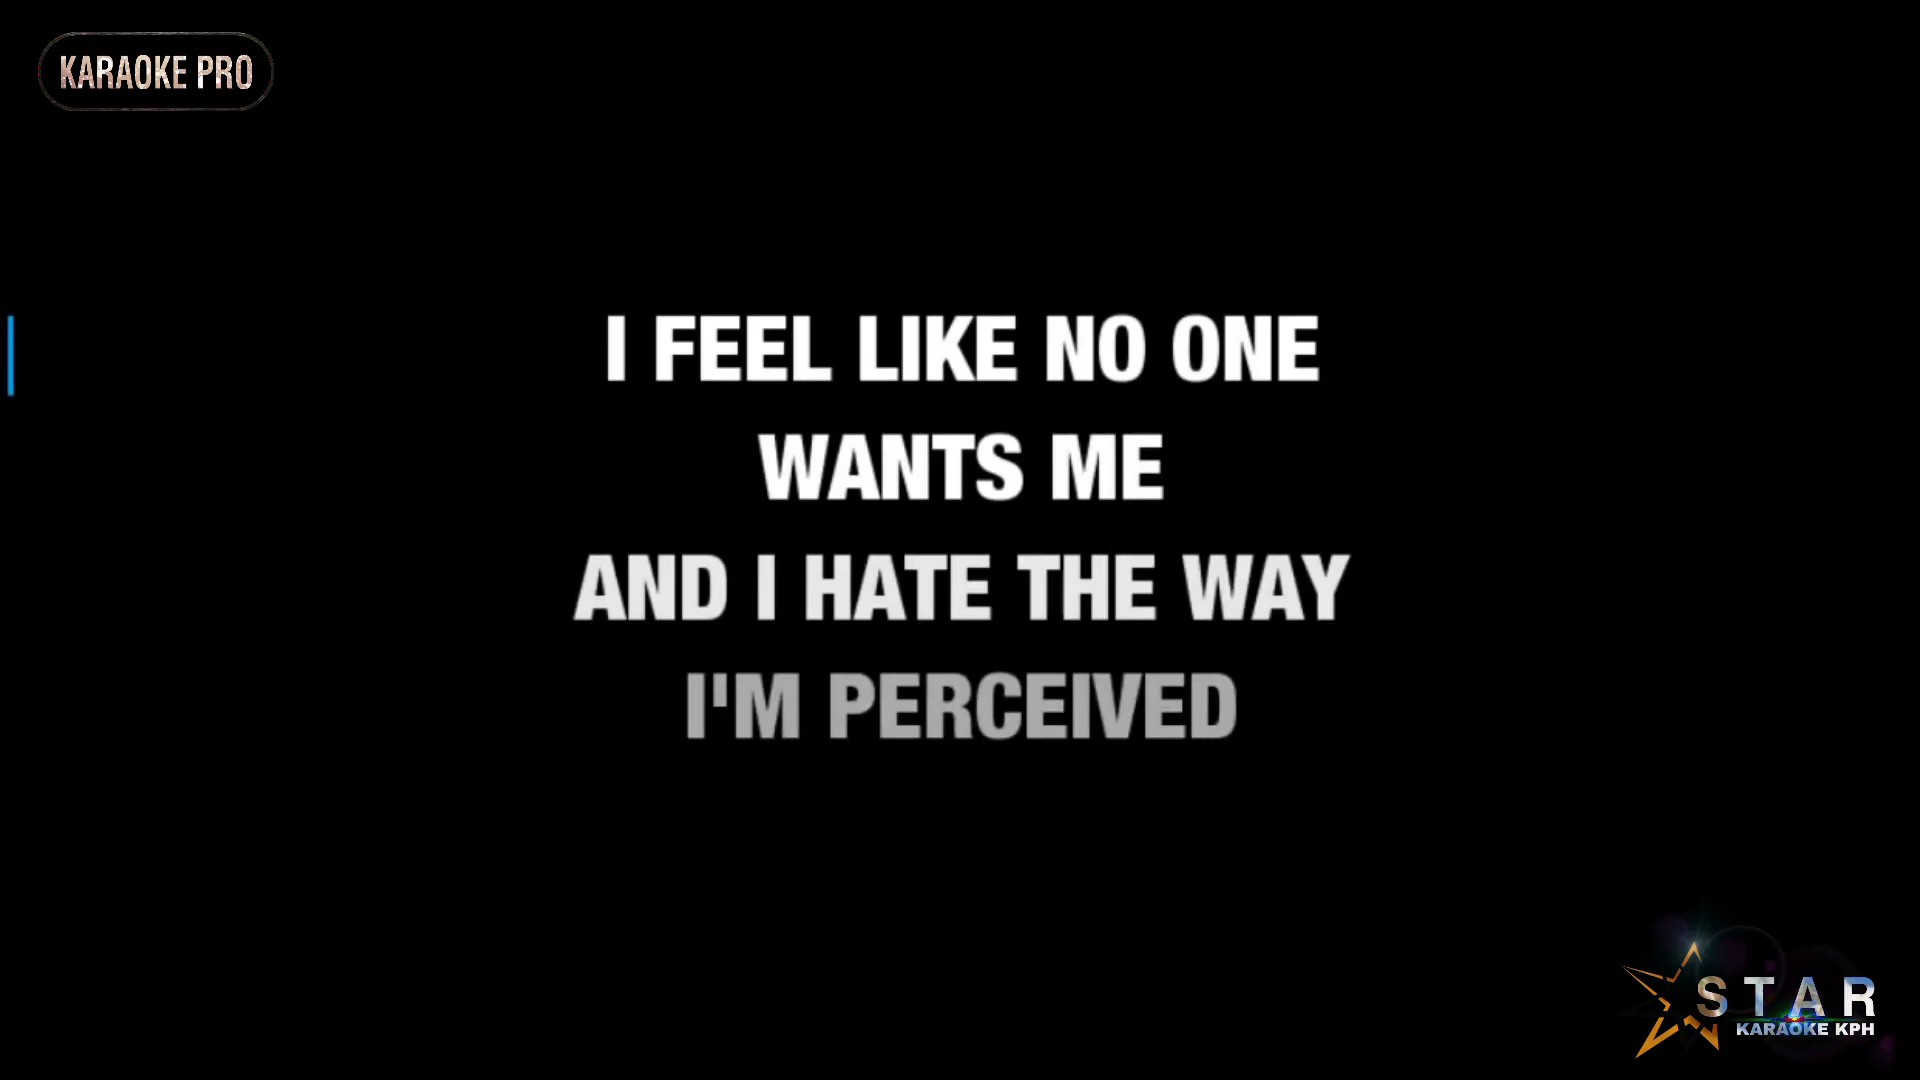 KARAOKE PRO
I FEEL LIKE NO ONE
WANTS ME
AND I HATE THE WAY
I'M PERCEIVED
STAR
KARAOKE KPH